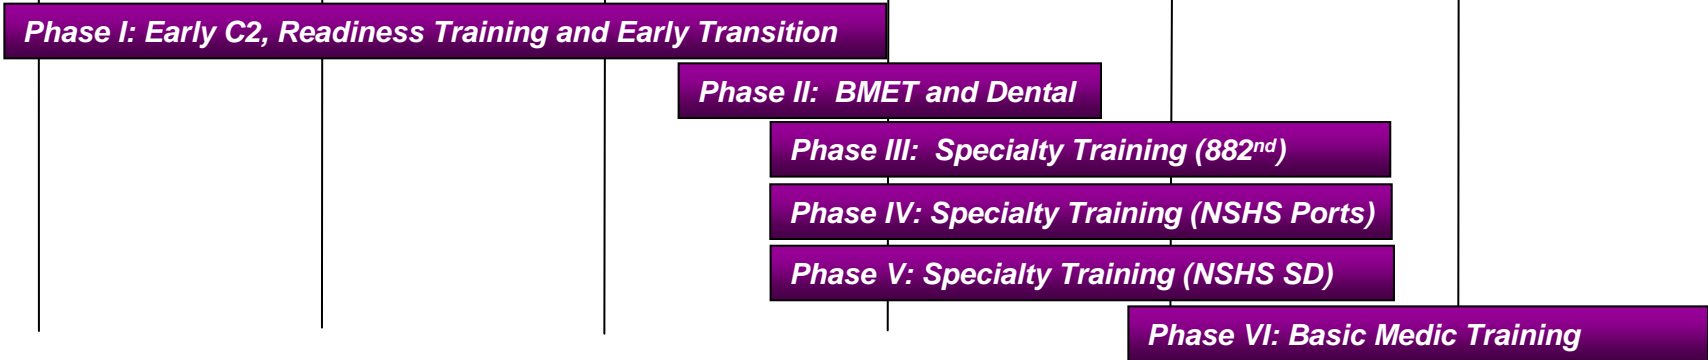 Phase I: Early C2, Readiness Training and Early Transition
Phase II: BMET and Dental
Phase III: Specialty Training (882nd)
Phase IV: Specialty Training (NSHS Ports)
Phase V: Specialty Training (NSHS SD)
Phase VI: Basic Medic Training